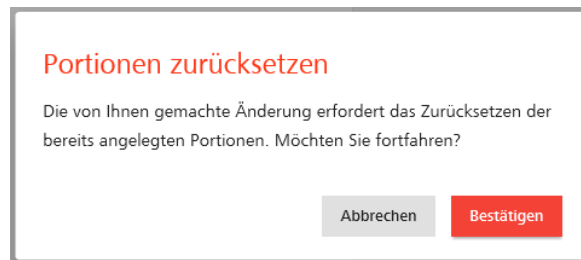 Portionen zurücksetzen
Die von Ihnen gemachte Änderung erfordert das Zurücksetzen der
bereits angelegten Portionen. Möchten Sie fortfahren?
Abbrechen
Bestätigen